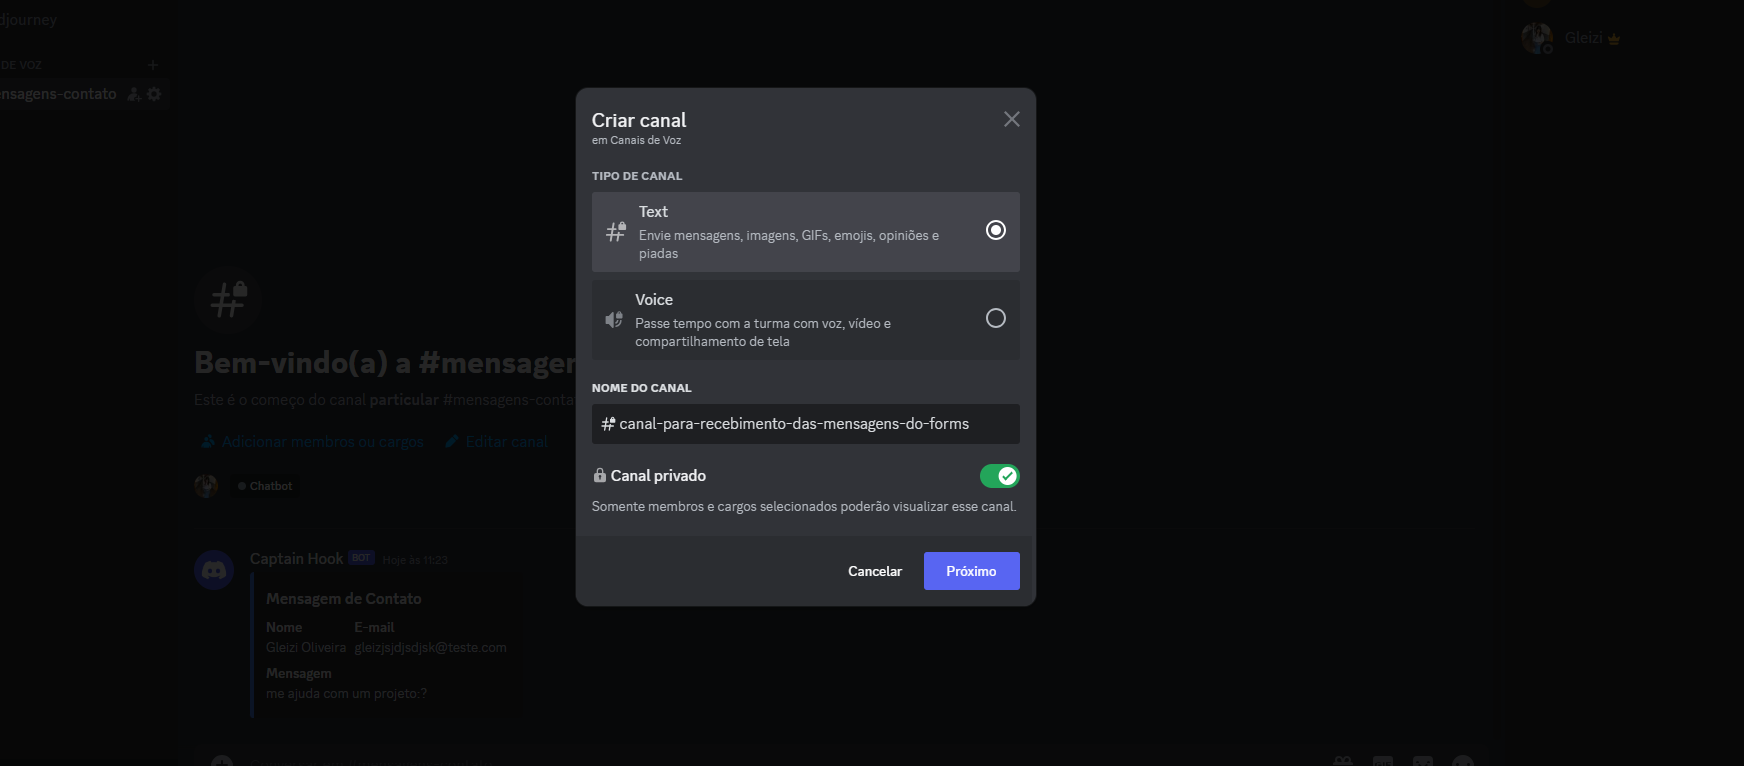 djourney
DE VOZ
ensagens-contato
Gleizi
Criar canal
em Canais de Voz
TIPO DE CANAL
Text
Envie mensagens, imagens, GIFs, emojis, opiniões e
piadas
Voice
Passe tempo com a turma com voz, vídeo e
compartilhamento de tela
NOME DO CANAL
canal-para-recebimento-das-mensagens-do-forms
Canal privado
Somente membros e cargos selecionados poderão visualizar esse canal.
Cancelar
Próximo
Bem-vindo(a) a #mensagen
Este é o começo do canal particular #mensagens-conta
Adicionar membros ou cargos
Editar canal
Chatbot
Captain Hook BOT Hoje às 11:23
Mensagem de Contato
Nome E-mail
Gleizi Oliveira gleizjsjdjsdjsk@teste.com
Mensagem
me ajuda com um projeto:?